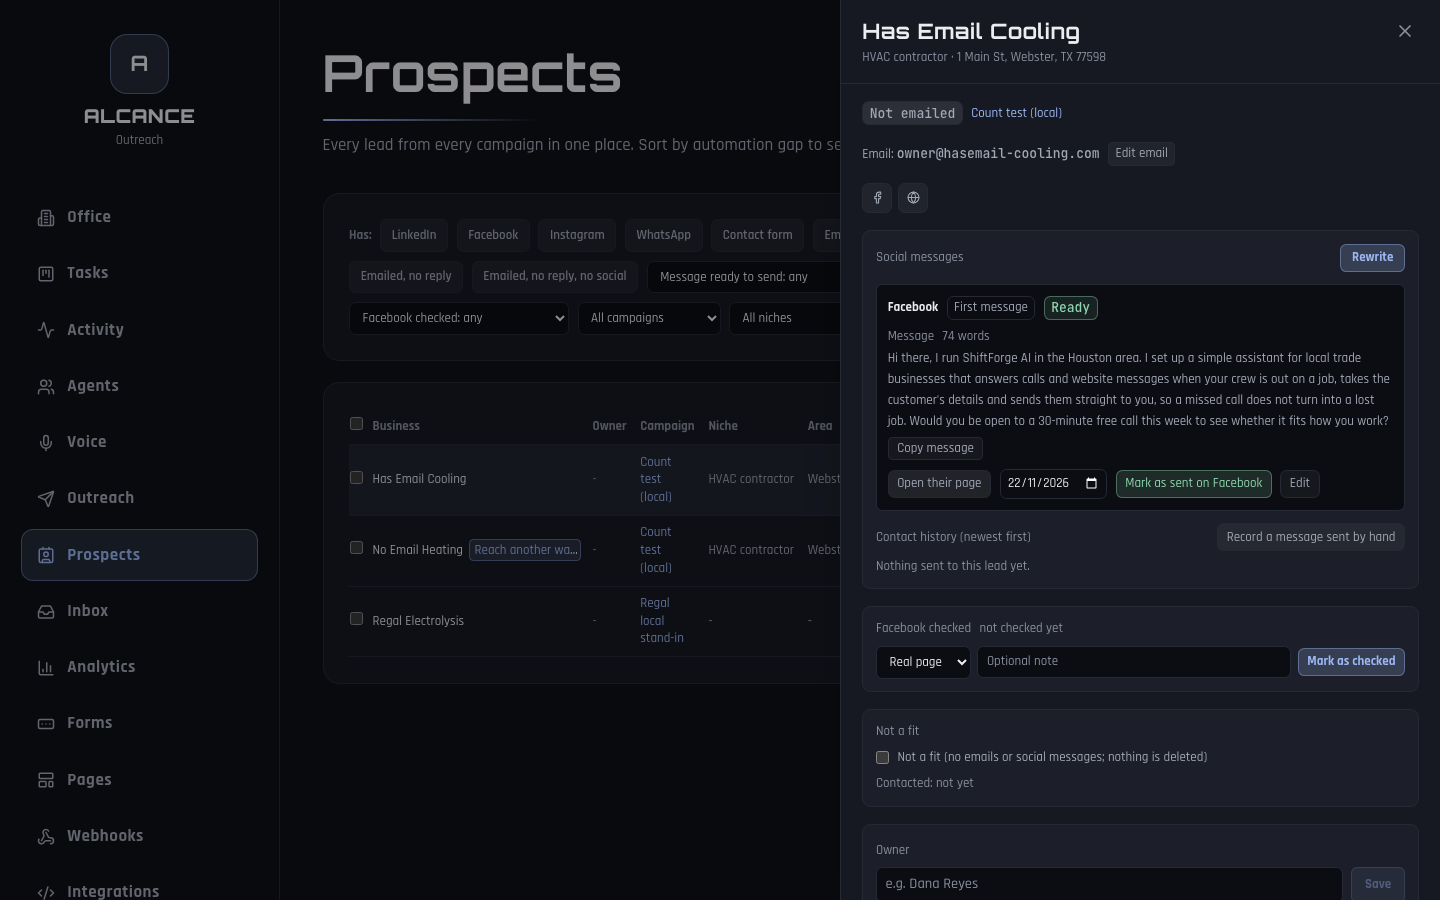 A
ALCANCE
Outreach
Office
Tasks
Activity
Agents
Voice
Outreach
Prospects
Inbox
Analytics
Forms
Pages
Webhooks
Integrations
Prospects
Every lead from every campaign in one place. Sort by automation gap to se
Has: LinkedIn Facebook Instagram WhatsApp Contact form Em
Emailed, no reply Emailed, no reply, no social Message ready to send: any
Facebook checked: any All campaigns All niches
Business Owner Campaign Niche Area
Has Email Cooling - Count test (local) HVAC contractor Webst
No Email Heating Reach another wa... - Count test (local) HVAC contractor Webst
Regal Electrolysis - Regal local stand-in - -
Has Email Cooling
HVAC contractor · 1 Main St, Webster, TX 77598
Not emailed Count test (local)
Email: owner@hasemail-cooling.com Edit email
Social messages Rewrite
Facebook First message Ready
Message 74 words
Hi there, I run ShiftForge AI in the Houston area. I set up a simple assistant for local trade
businesses that answers calls and website messages when your crew is out on a job, takes the
customer's details and sends them straight to you, so a missed call does not turn into a lost
job. Would you be open to a 30-minute free call this week to see whether it fits how you work?
Copy message
Open their page 22/11/2026 Mark as sent on Facebook Edit
Contact history (newest first) Record a message sent by hand
Nothing sent to this lead yet.
Facebook checked not checked yet
Real page Optional note Mark as checked
Not a fit
Not a fit (no emails or social messages; nothing is deleted)
Contacted: not yet
Owner
e.g. Dana Reyes Save